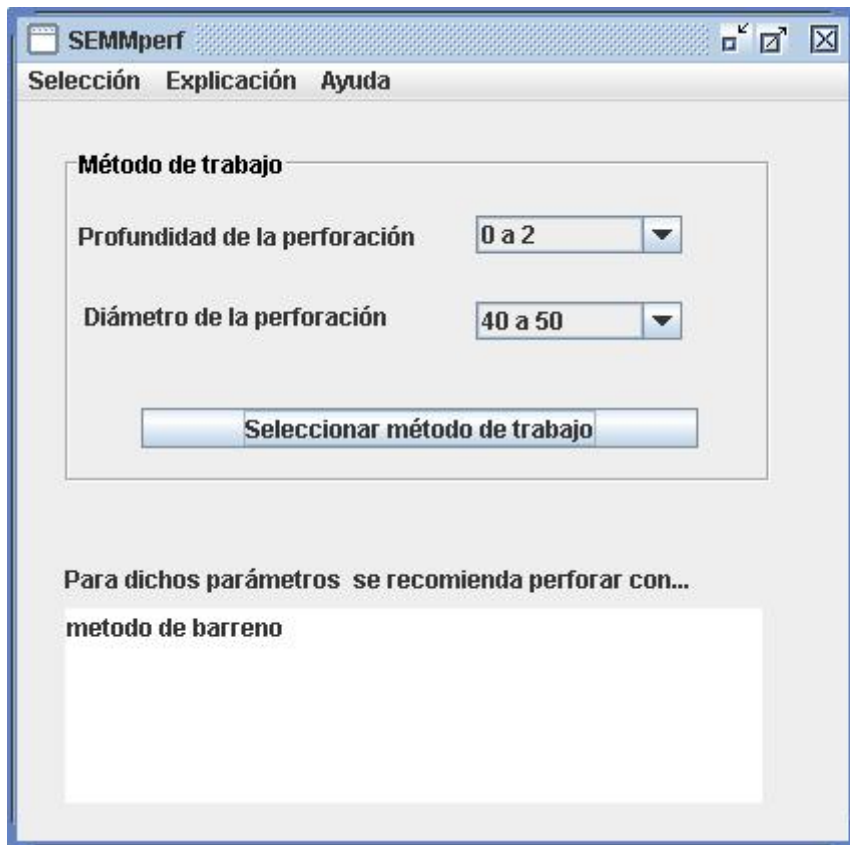 SEMMperf
Selección Explicación Ayuda
Método de trabajo
Profundidad de la perforación 0 a 2
Diámetro de la perforación 40 a 50
Seleccionar método de trabajo
Para dichos parámetros se recomienda perforar con...
metodo de barreno